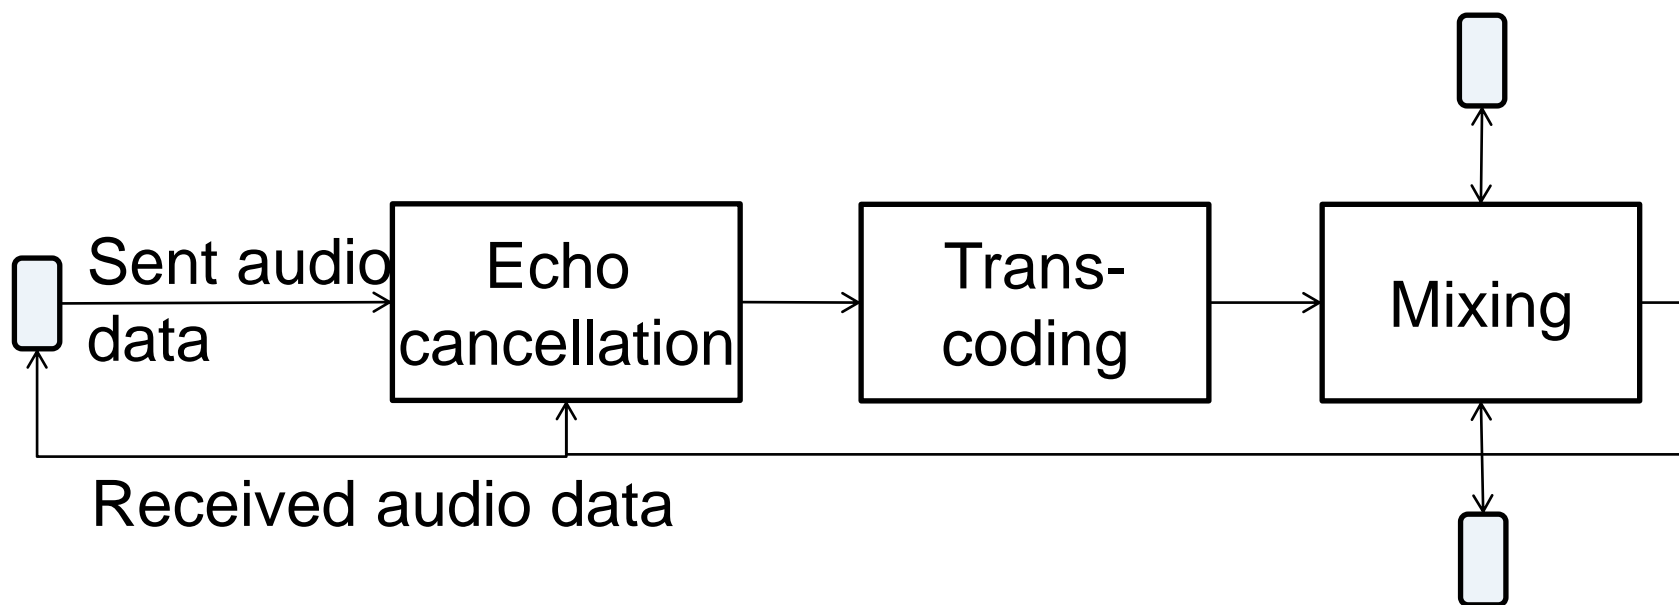 Sent audio
data
Echo
cancellation
Trans-
coding
Mixing
Received audio data